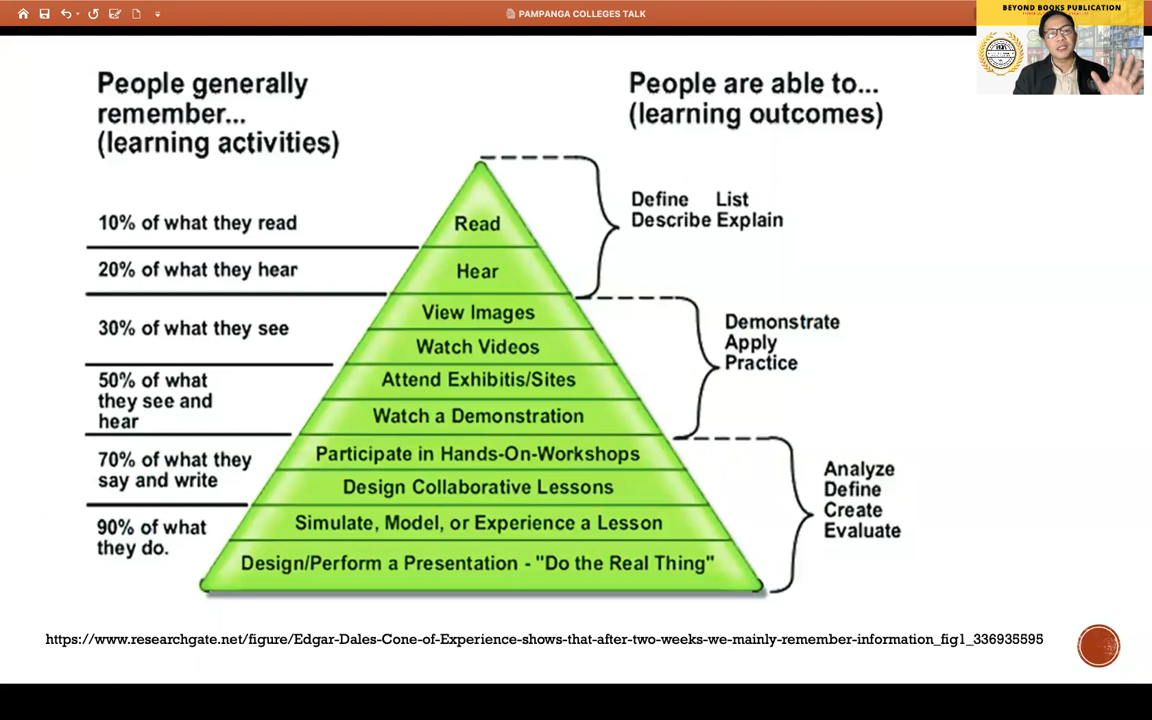 PAMPANGA COLLEGES TALK
BEYOND BOOKS PUBLICATION
People generally
remember...
(learning activities)
People are able to...
(learning outcomes)
10% of what they read
20% of what they hear
30% of what they see
50% of what
they see and
hear
70% of what they
say and write
90% of what
they do.
Read
Hear
View Images
Watch Videos
Attend Exhibitis/Sites
Watch a Demonstration
Participate in Hands-On-Workshops
Design Collaborative Lessons
Simulate, Model, or Experience a Lesson
Design/Perform a Presentation - "Do the Real Thing"
Define List
Describe Explain
Demonstrate
Apply
Practice
Analyze
Define
Create
Evaluate
https://www.researchgate.net/figure/Edgar-Dales-Cone-of-Experience-shows-that-after-two-weeks-we-mainly-remember-information_fig1_336935595